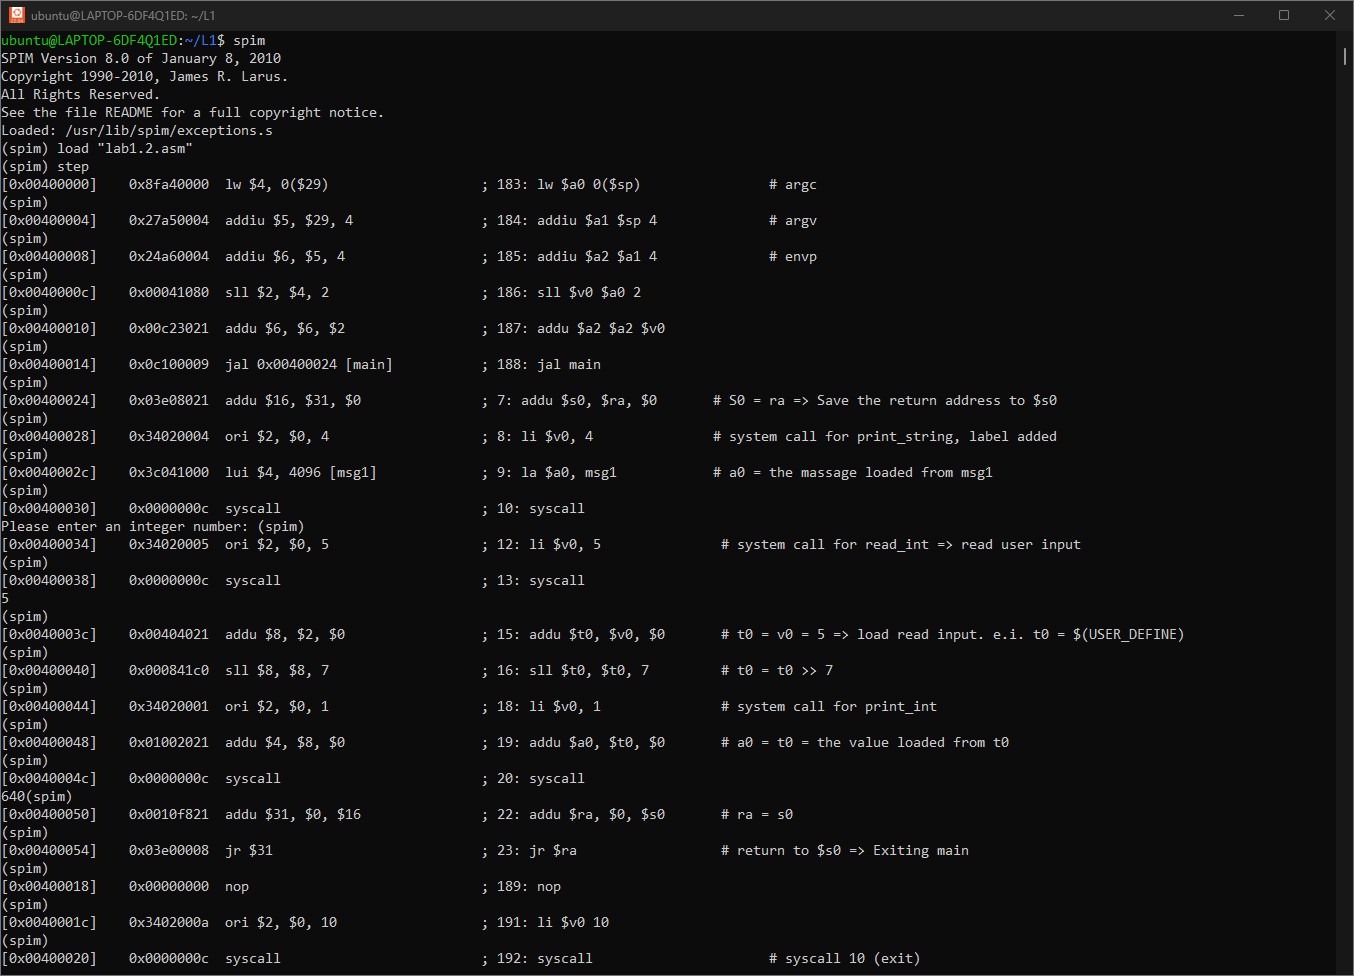 ubuntu@LAPTOP-6DF4Q1ED: ~/L1
ubuntu@LAPTOP-6DF4Q1ED:~/L1$ spim
SPIM Version 8.0 of January 8, 2010
Copyright 1990-2010, James R. Larus.
All Rights Reserved.
See the file README for a full copyright notice.
Loaded: /usr/lib/spim/exceptions.s
(spim) load "lab1.2.asm"
(spim) step
[0x00400000]    0x8fa40000  lw $4, 0($29)                   ; 183: lw $a0 0($sp)                # argc
(spim)
[0x00400004]    0x27a50004  addiu $5, $29, 4                ; 184: addiu $a1 $sp 4              # argv
(spim)
[0x00400008]    0x24a60004  addiu $6, $5, 4                 ; 185: addiu $a2 $a1 4              # envp
(spim)
[0x0040000c]    0x00041080  sll $2, $4, 2                   ; 186: sll $v0 $a0 2
(spim)
[0x00400010]    0x00c23021  addu $6, $6, $2                 ; 187: addu $a2 $a2 $v0
(spim)
[0x00400014]    0x0c100009  jal 0x00400024 [main]           ; 188: jal main
(spim)
[0x00400024]    0x03e08021  addu $16, $31, $0               ; 7: addu $s0, $ra, $0       # S0 = ra => Save the return address to $s0
(spim)
[0x00400028]    0x34020004  ori $2, $0, 4                   ; 8: li $v0, 4               # system call for print_string, label added
(spim)
[0x0040002c]    0x3c041000  lui $4, 4096 [msg1]             ; 9: la $a0, msg1            # a0 = the massage loaded from msg1
(spim)
[0x00400030]    0x0000000c  syscall                         ; 10: syscall
Please enter an integer number: (spim)
[0x00400034]    0x34020005  ori $2, $0, 5                   ; 12: li $v0, 5               # system call for read_int => read user input
(spim)
[0x00400038]    0x0000000c  syscall                         ; 13: syscall
5
(spim)
[0x0040003c]    0x00404021  addu $8, $2, $0                 ; 15: addu $t0, $v0, $0       # t0 = v0 = 5 => load read input. e.i. t0 = $(USER_DEFINE)
(spim)
[0x00400040]    0x000841c0  sll $8, $8, 7                   ; 16: sll $t0, $t0, 7         # t0 = t0 >> 7
(spim)
[0x00400044]    0x34020001  ori $2, $0, 1                   ; 18: li $v0, 1               # system call for print_int
(spim)
[0x00400048]    0x01002021  addu $4, $8, $0                 ; 19: addu $a0, $t0, $0       # a0 = t0 = the value loaded from t0
(spim)
[0x0040004c]    0x0000000c  syscall                         ; 20: syscall
640(spim)
[0x00400050]    0x0010f821  addu $31, $0, $16               ; 22: addu $ra, $0, $s0       # ra = s0
(spim)
[0x00400054]    0x03e00008  jr $31                          ; 23: jr $ra                  # return to $s0 => Exiting main
(spim)
[0x00400018]    0x00000000  nop                             ; 189: nop
(spim)
[0x0040001c]    0x3402000a  ori $2, $0, 10                  ; 191: li $v0 10
(spim)
[0x00400020]    0x0000000c  syscall                         ; 192: syscall                      # syscall 10 (exit)